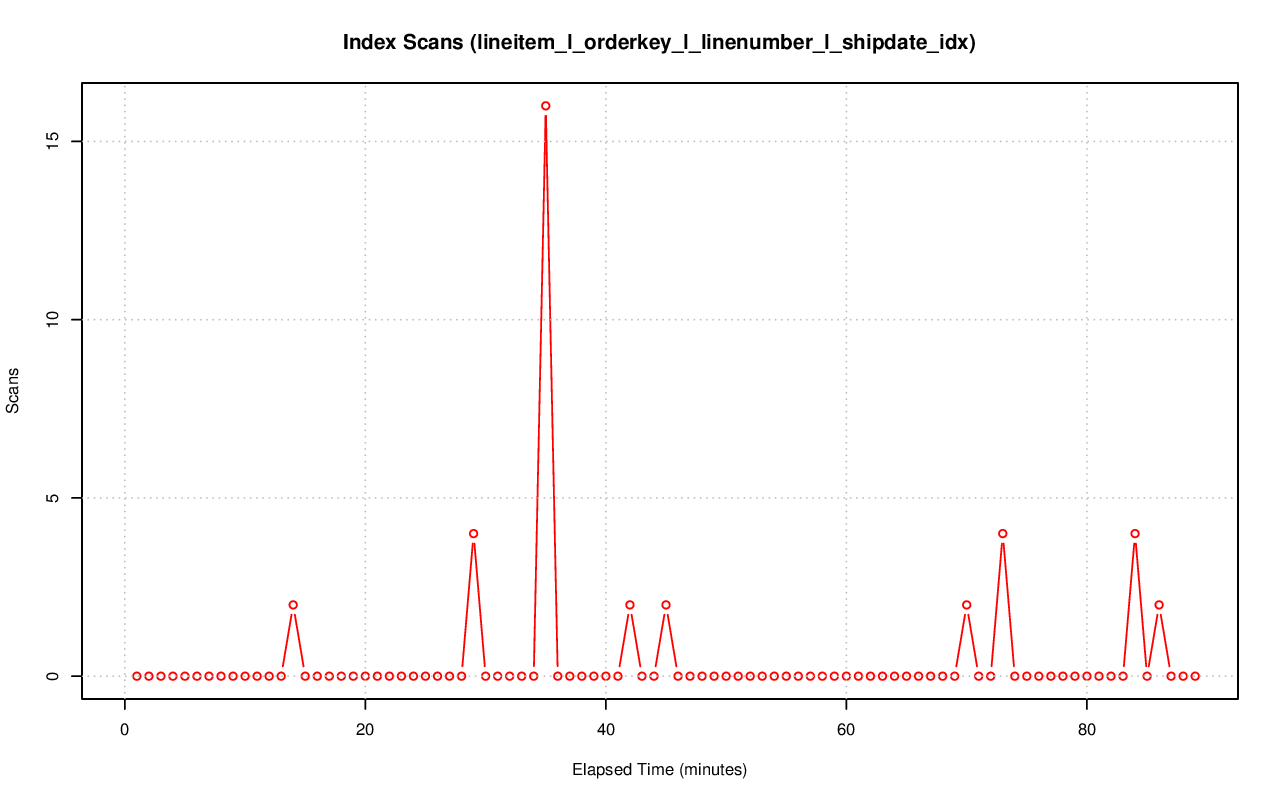 Index Scans (lineitem_l_orderkey_l_linenumber_l_shipdate_idx)
15
10
5
0
Scans
0 20 40 60 80
Elapsed Time (minutes)